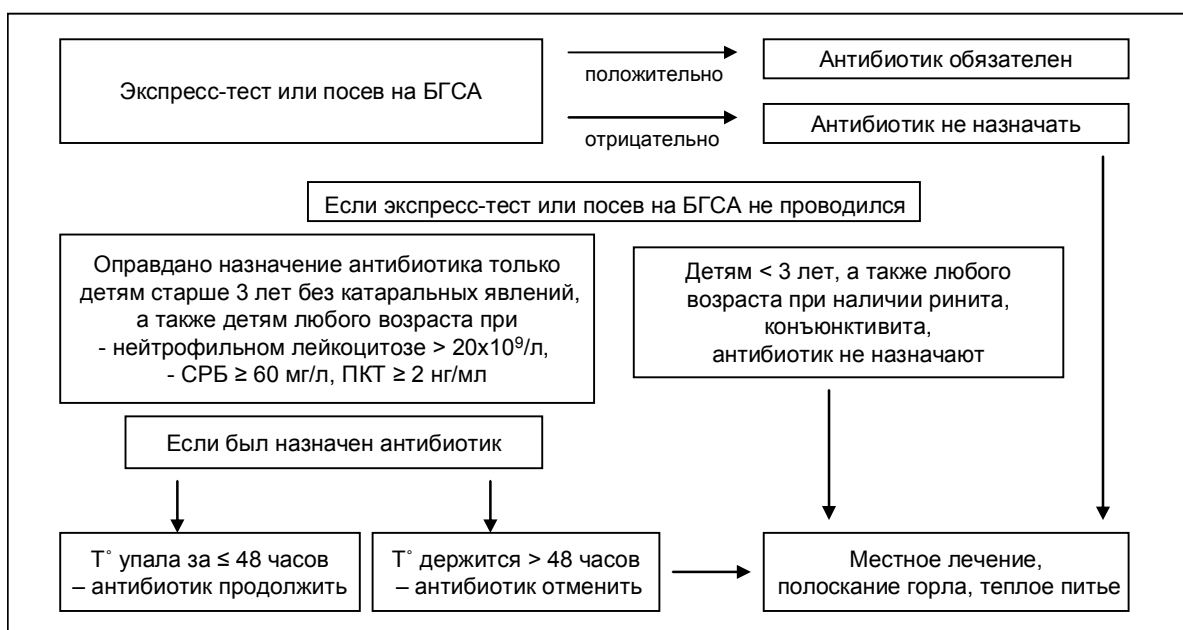 Экспресс-тест или посев на БГСА
положительно
Антибиотик обязателен
отрицательно
Антибиотик не назначать
Если экспресс-тест или посев на БГСА не проводился
Оправдано назначение антибиотика только
детям старше 3 лет без катаральных явлений,
а также детям любого возраста при
- нейтрофильном лейкоцитозе > 20х10⁹/л,
- СРБ ≥ 60 мг/л, ПКТ ≥ 2 нг/мл
Детям < 3 лет, а также любого
возраста при наличии ринита,
конъюнктивита,
антибиотик не назначают
Если был назначен антибиотик
Т˚ упала за ≤ 48 часов
– антибиотик продолжить
Т˚ держится > 48 часов
– антибиотик отменить
Местное лечение,
полоскание горла, теплое питье